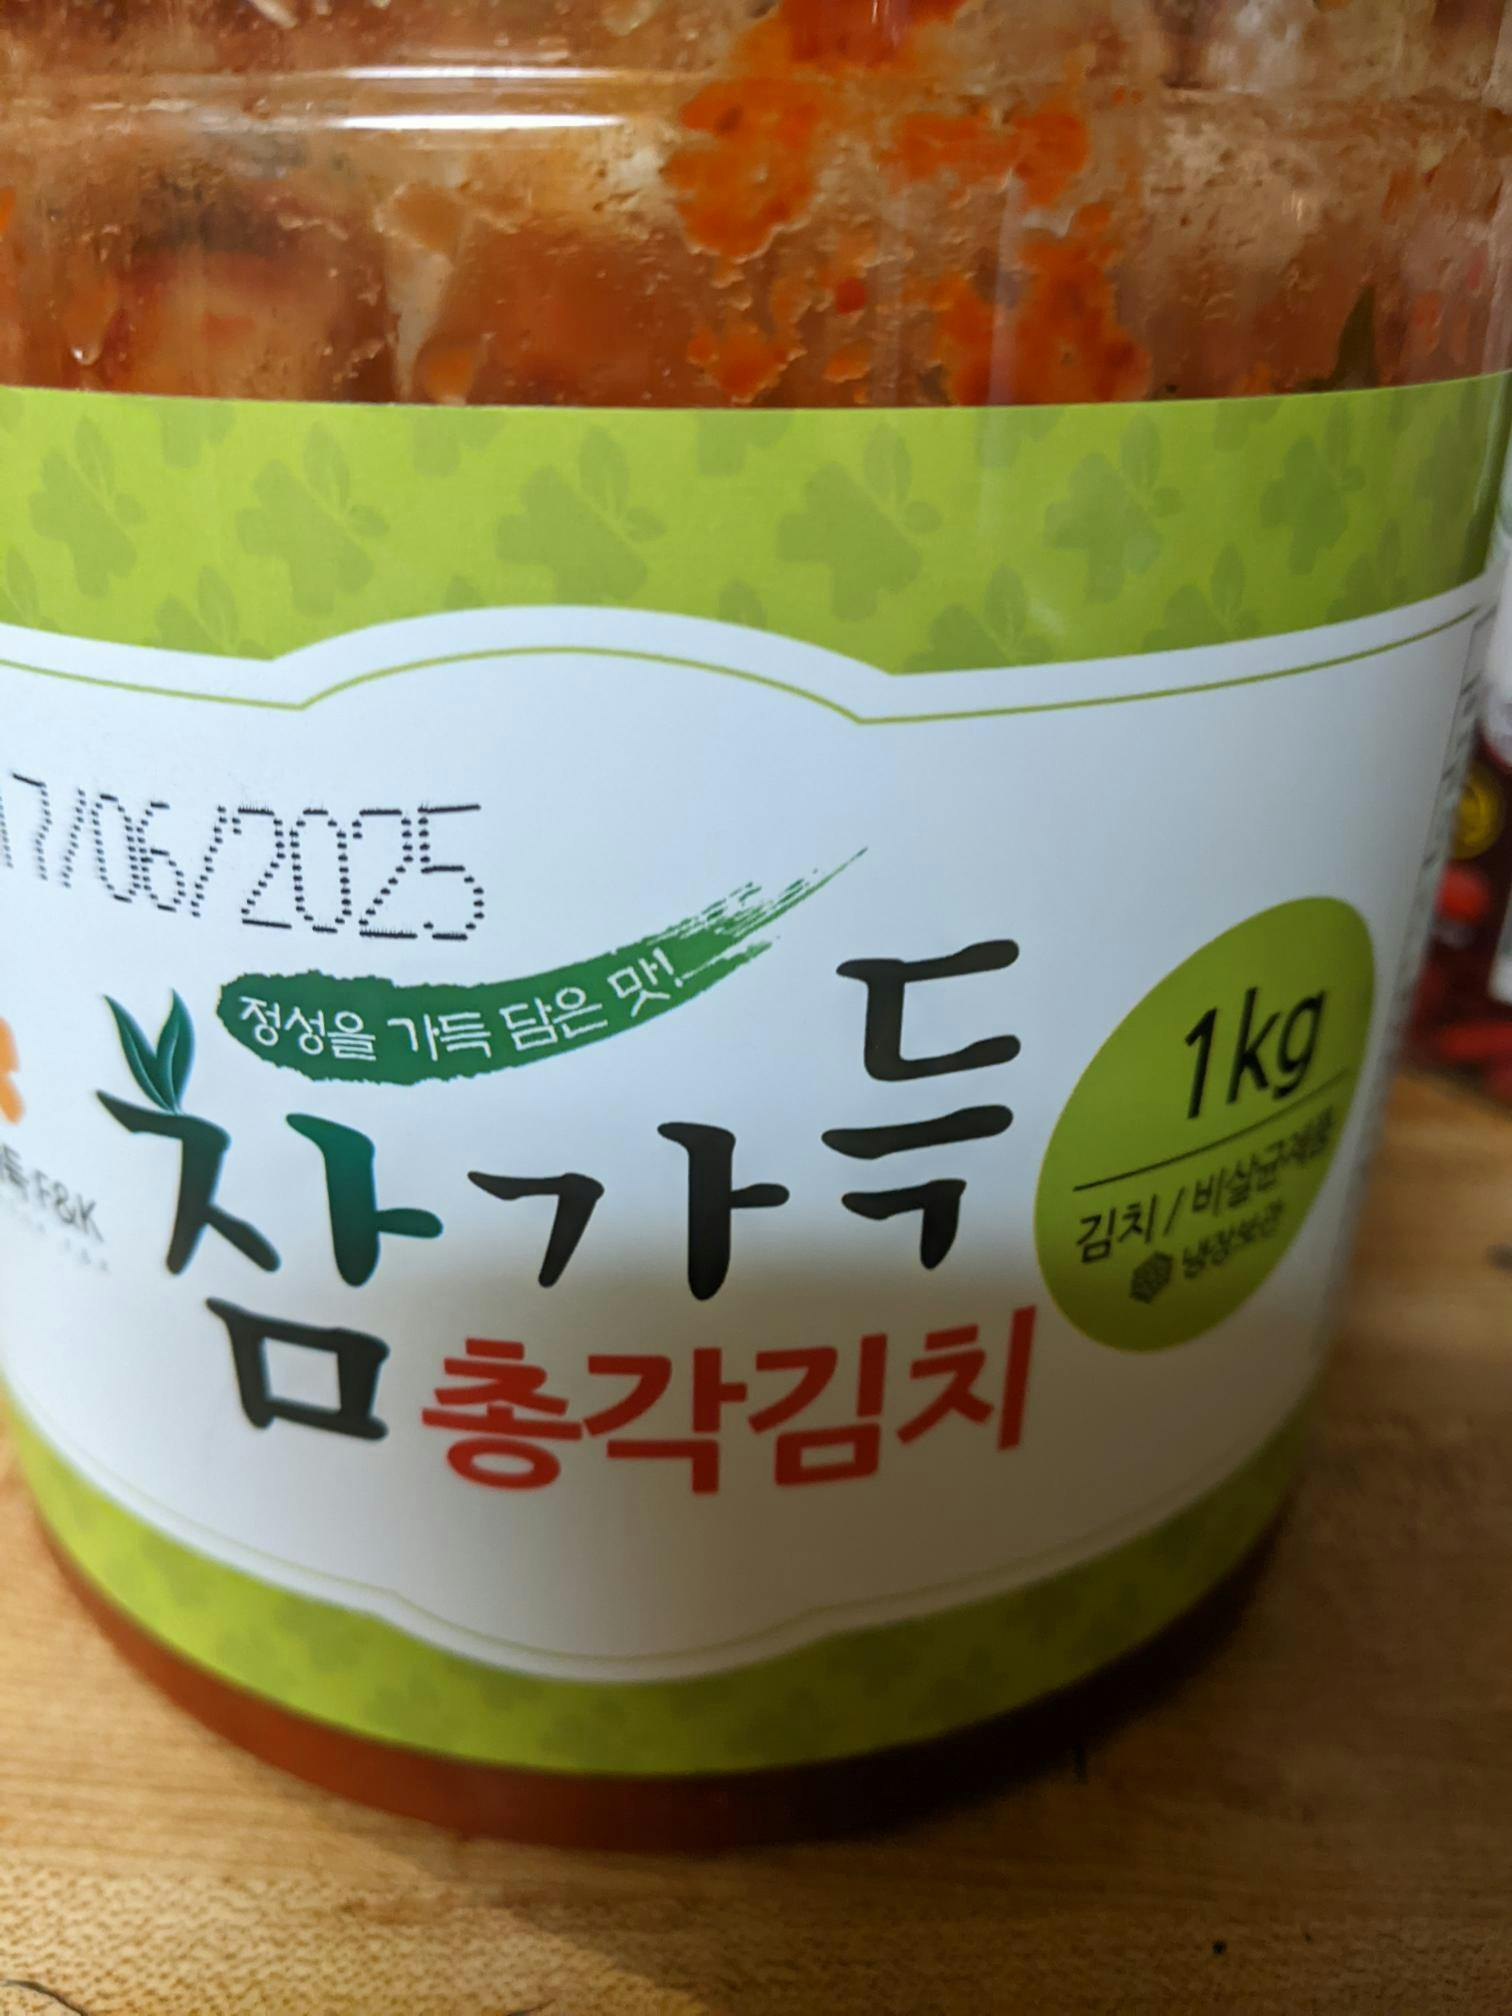 17/06/2025
정성을 가득 담은 맛!
참가득
총각김치
1kg
김치 / 비살균제품
냉장보관
F&K